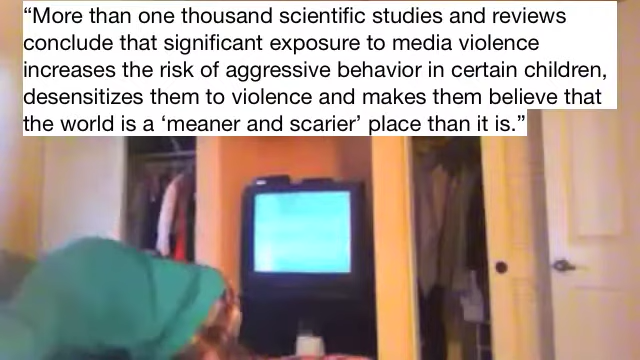 “More than one thousand scientific studies and reviews
conclude that significant exposure to media violence
increases the risk of aggressive behavior in certain children,
desensitizes them to violence and makes them believe that
the world is a ‘meaner and scarier’ place than it is.”